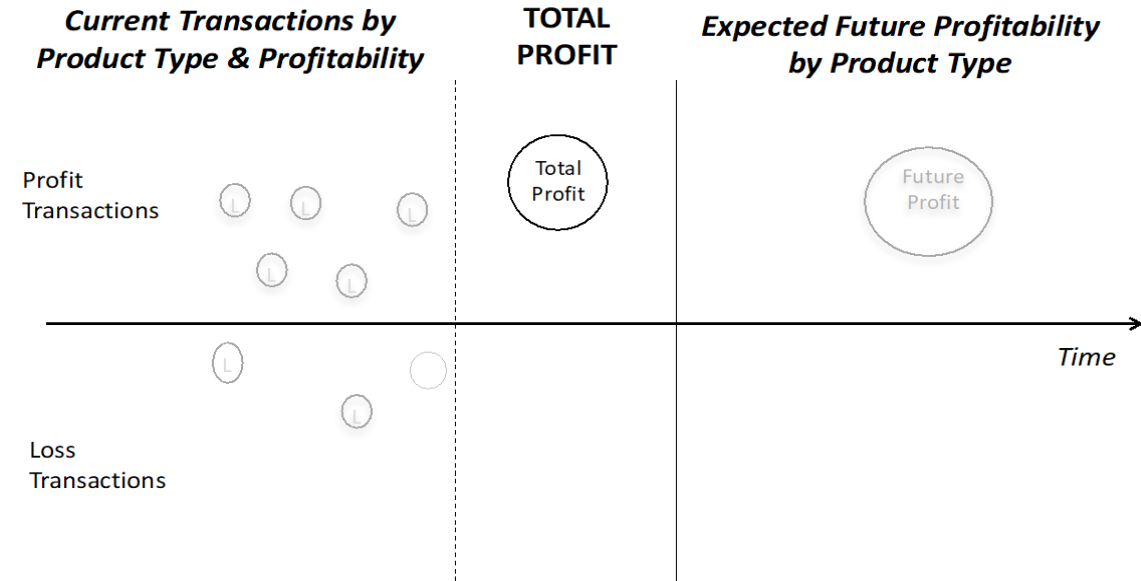 Current Transactions by
Product Type & Profitability
TOTAL
PROFIT
Expected Future Profitability
by Product Type
Profit
Transactions
L
L
L
L
L
Total
Profit
Future
Profit
Time
L
L
Loss
Transactions